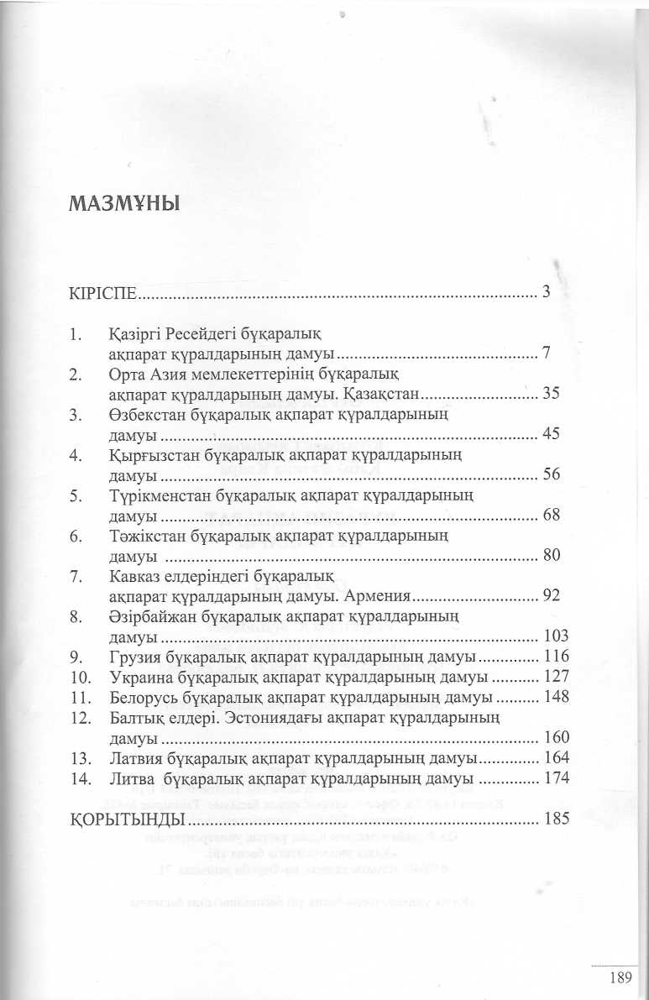 МАЗМҰНЫ
КІРІСПЕ........................................................................................... 3
1. Қазіргі Ресейдегі бұқаралық
ақпарат құралдарының дамуы.............................................. 7
2. Орта Азия мемлекеттерінің бұқаралық
ақпарат құралдарының дамуы. Қазақстан........................... 35
3. Өзбекстан бұқаралық ақпарат құралдарының
дамуы ...................................................................................... 45
4. Қырғызстан бұқаралық ақпарат құралдарының
дамуы ...................................................................................... 56
5. Түрікменстан бұқаралық ақпарат құралдарының
дамуы ...................................................................................... 68
6. Тәжікстан бұқаралық ақпарат құралдарының
дамуы ..................................................................................... 80
7. Кавказ елдеріндегі бұқаралық
ақпарат құралдарының дамуы. Армения............................. 92
8. Әзірбайжан бұқаралық ақпарат құралдарының
дамуы ...................................................................................... 103
9. Грузия бұқаралық ақпарат құралдарының дамуы.............. 116
10. Украина бұқаралық ақпарат құралдарының дамуы ........... 127
11. Белорусь бұқаралық ақпарат құралдарының дамуы .......... 148
12. Балтық елдері. Эстониядағы ақпарат құралдарының
дамуы ...................................................................................... 160
13. Латвия бұқаралық ақпарат құралдарының дамуы.............. 164
14. Литва бұқаралық ақпарат құралдарының дамуы .............. 174
ҚОРЫТЫНДЫ................................................................................ 185
189